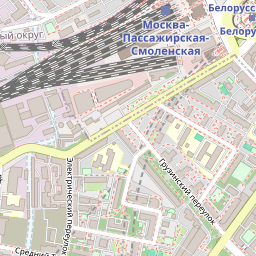 Белорусс
Москва-
Пассажирская-
Смоленская
Белору
ный округ
Грузинский переулок
Электрический переулок
Средний Т